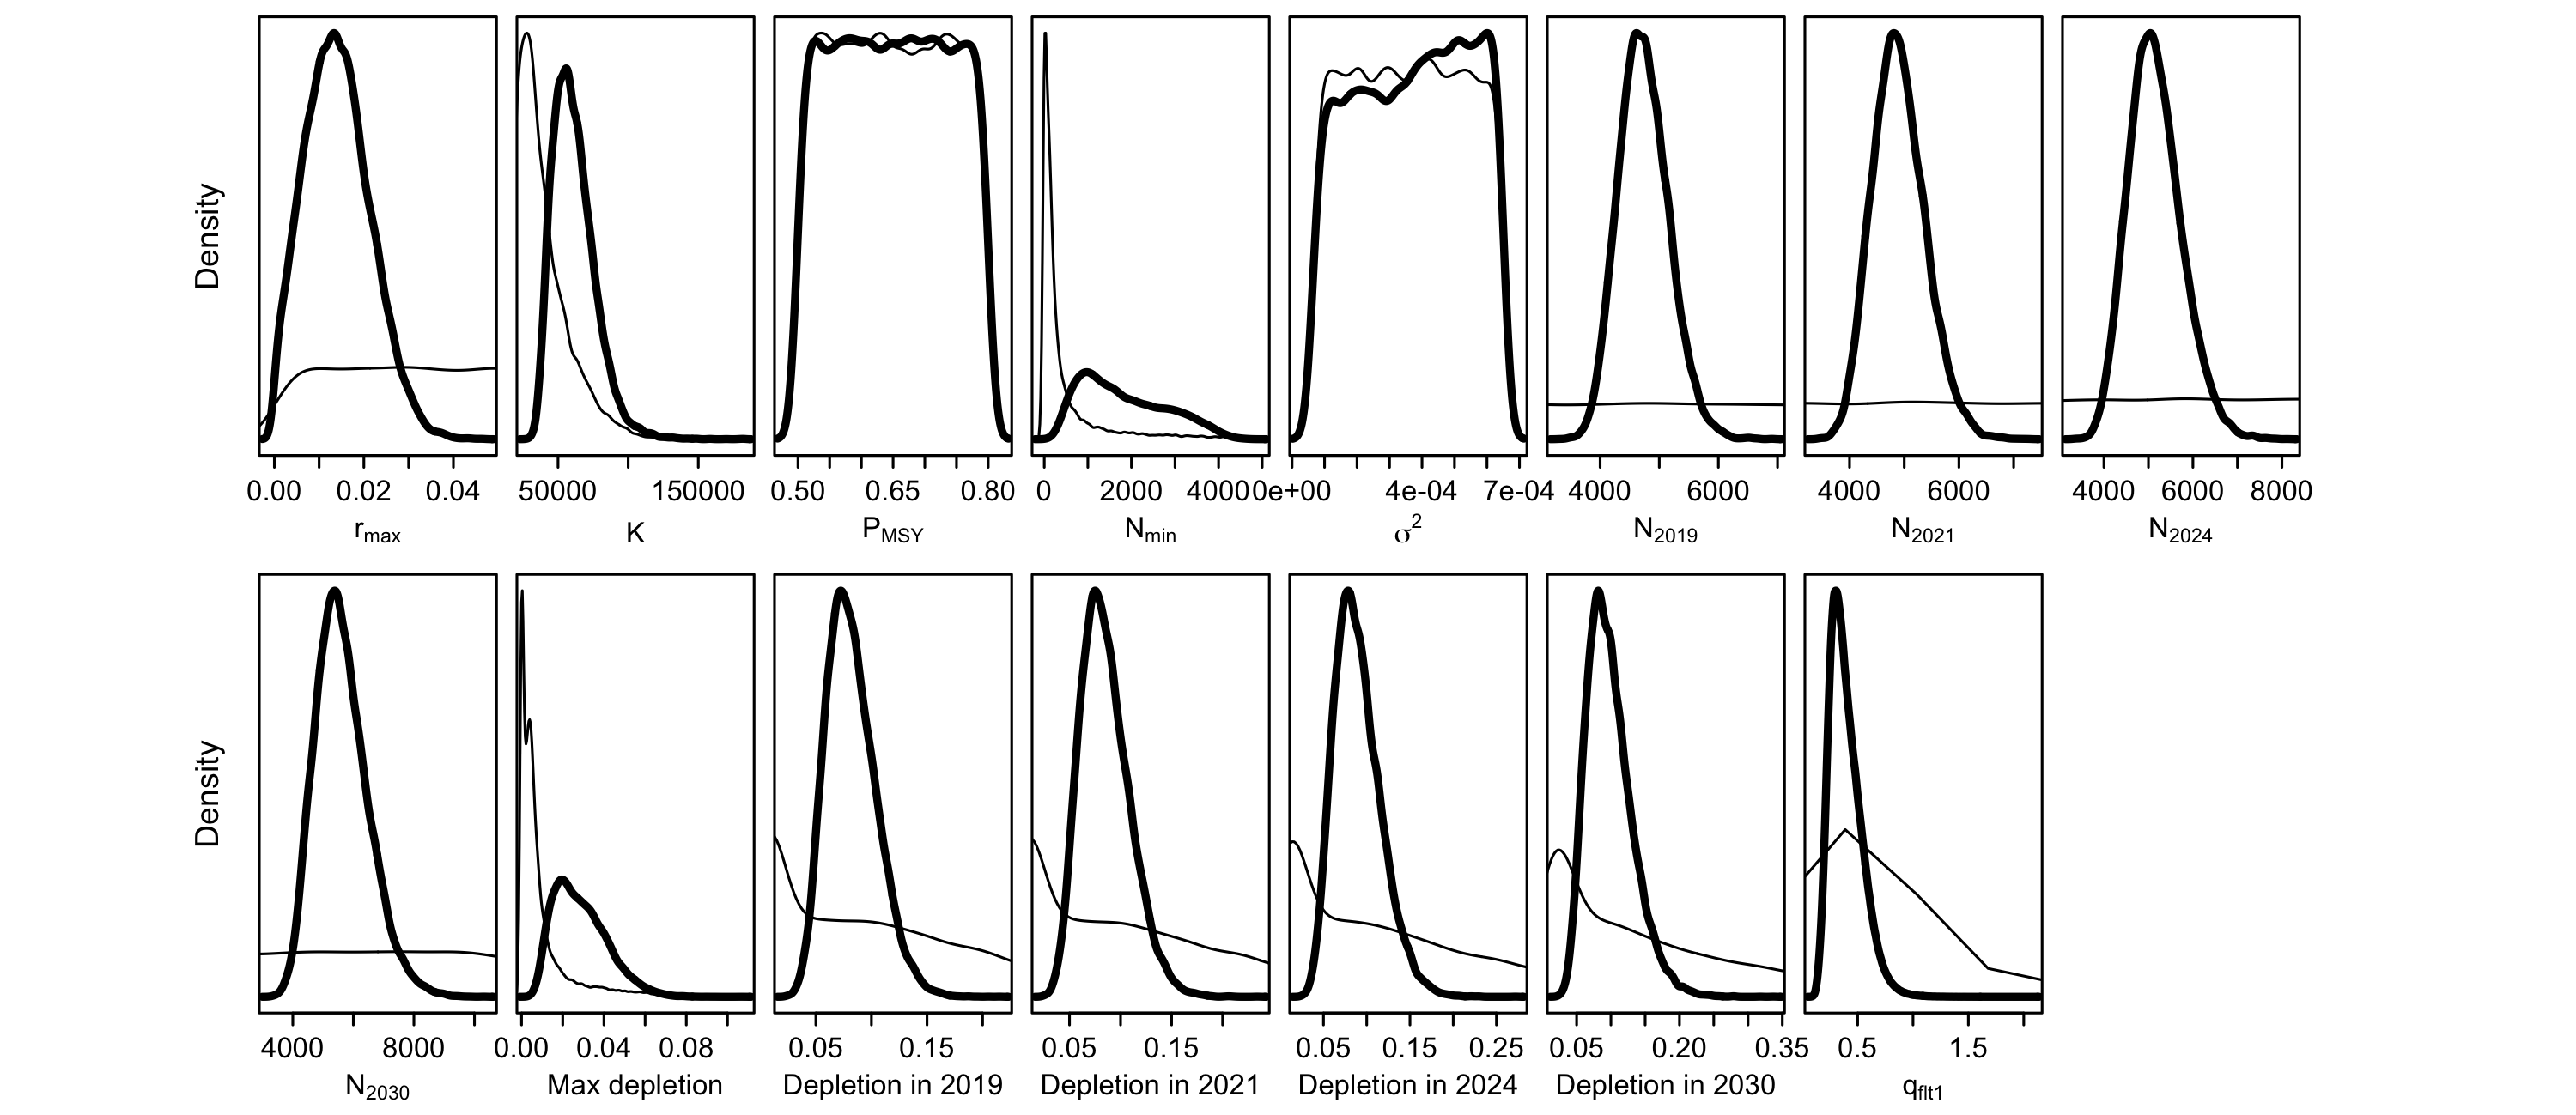 Density
0.00 0.02 0.04 50000 150000 0.50 0.65 0.80 0 2000 4000 0e+00 4e-04 7e-04 4000 6000 4000 6000 4000 6000 8000
r_max K P_MSY N_min σ² N_2019 N_2021 N_2024
Density
4000 8000 0.00 0.04 0.08 0.05 0.15 0.05 0.15 0.05 0.15 0.25 0.05 0.20 0.35 0.5 1.5
N_2030 Max depletion Depletion in 2019 Depletion in 2021 Depletion in 2024 Depletion in 2030 q_flt1